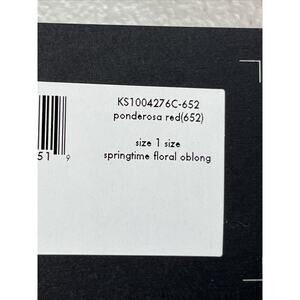 KS1004276C-652
ponderosa red(652)
size 1 size
springtime floral oblong
51 9